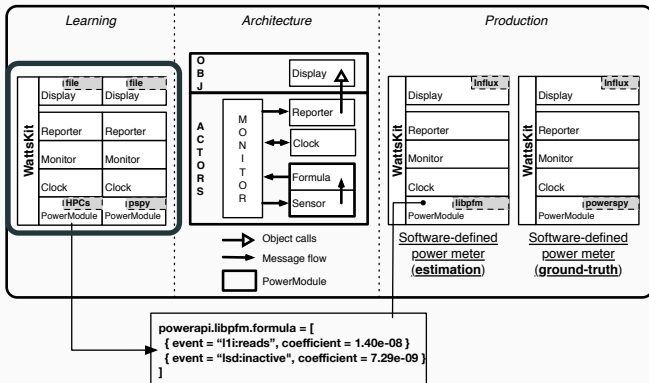 Learning
Architecture
Production
WattsKit
file
file
Display
Display
Reporter
Reporter
Monitor
Monitor
Clock
Clock
HPCs
pspy
PowerModule
PowerModule
OBJ
Display
ACTORS
MONITOR
Reporter
Clock
Formula
Sensor
Object calls
Message flow
PowerModule
WattsKit
Influx
Display
Reporter
Monitor
Clock
libpfm
PowerModule
Software-defined
power meter
(estimation)
WattsKit
Influx
Display
Reporter
Monitor
Clock
powerspy
PowerModule
Software-defined
power meter
(ground-truth)
powerapi.libpfm.formula = [
{ event = “l1i:reads”, coefficient = 1.40e-08 }
{ event = “lsd:inactive", coefficient = 7.29e-09 }
]